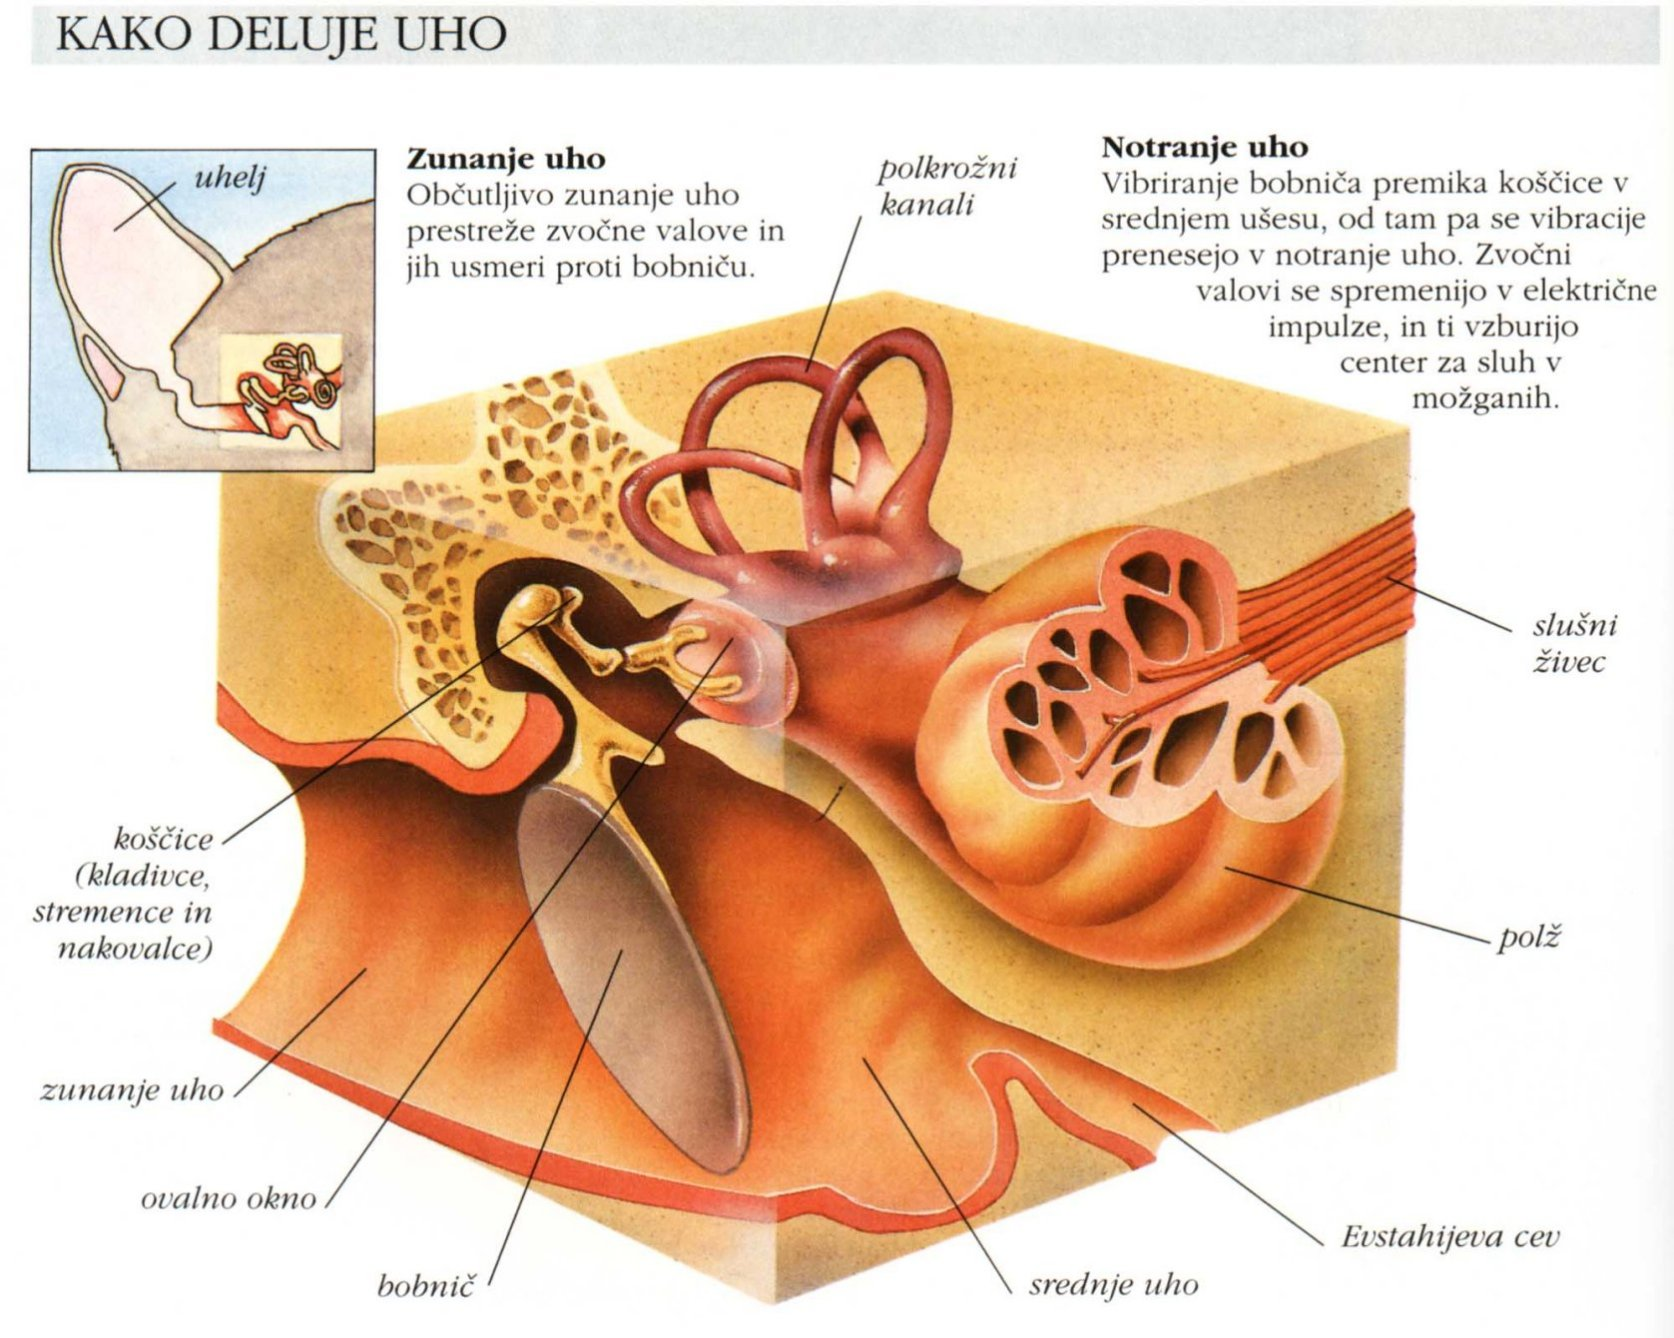 KAKO DELUJE UHO
uhelj
Zunanje uho
Občutljivo zunanje uho
prestreže zvočne valove in
jih usmeri proti bobniču.
polkrožni
kanali
Notranje uho
Vibriranje bobniča premika koščice v
srednjem ušesu, od tam pa se vibracije
prenesejo v notranje uho. Zvočni
valovi se spremenijo v električne
impulze, in ti vzburijo
center za sluh v
možganih.
slušni
živec
koščice
(kladivce,
stremence in
nakovalce)
polž
zunanje uho
ovalno okno
bobnič
srednje uho
Evstahijeva cev